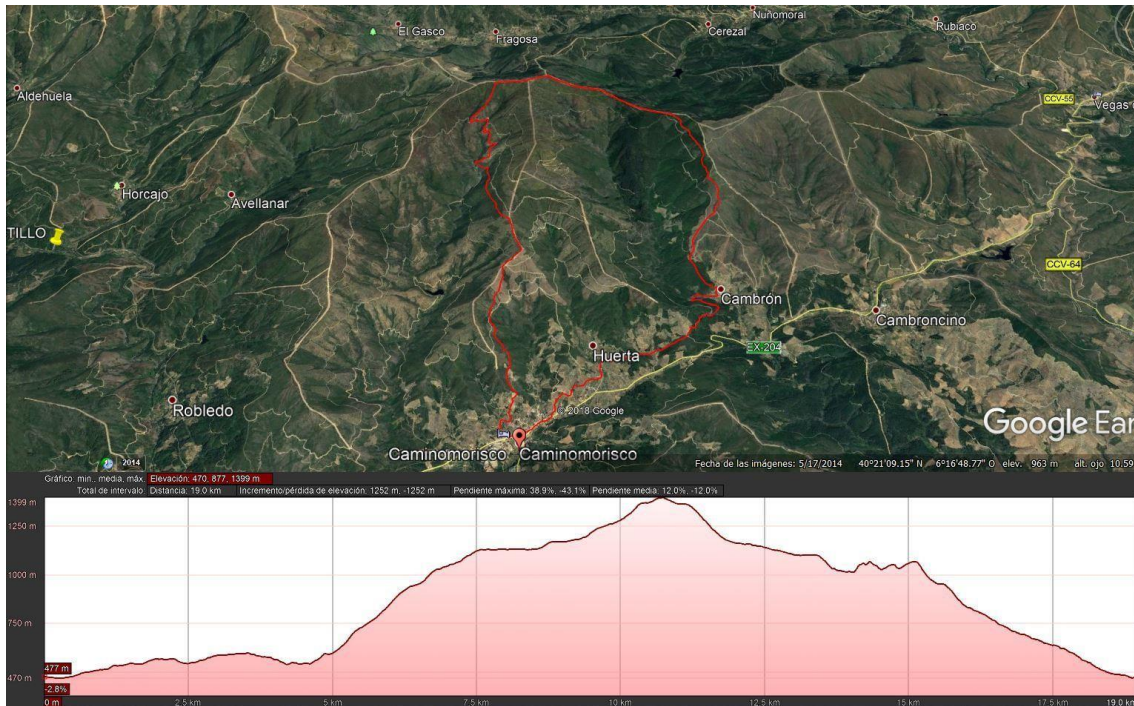 Nuñomoral
El Gasco
Fragosa
Cerezal
Rubiaco
Aldehuela
CCV-55
Vegas
Horcajo
Avellanar
TILLO
CCV-64
Cambrón
Cambroncino
Huerta
EX-204
Robledo
© 2018 Google
Google Ear
Caminomorisco Caminomorisco
2014
Fecha de las imágenes: 5/17/2014 40°21'09.15" N 6°16'48.77" O elev. 963 m alt. ojo 10.59
Gráfico: mín., media, máx. Elevación: 470, 877, 1399 m
Total de intervalo Distancia: 19.0 km Incremento/pérdida de elevación: 1252 m, -1252 m Pendiente máxima: 38.9%, -43.1% Pendiente media: 12.0%, -12.0%
1399 m
1250 m
1000 m
750 m
477 m
470 m
-2.8%
0 m 2.5 km 5 km 7.5 km 10 km 12.5 km 15 km 17.5 km 19.0 km